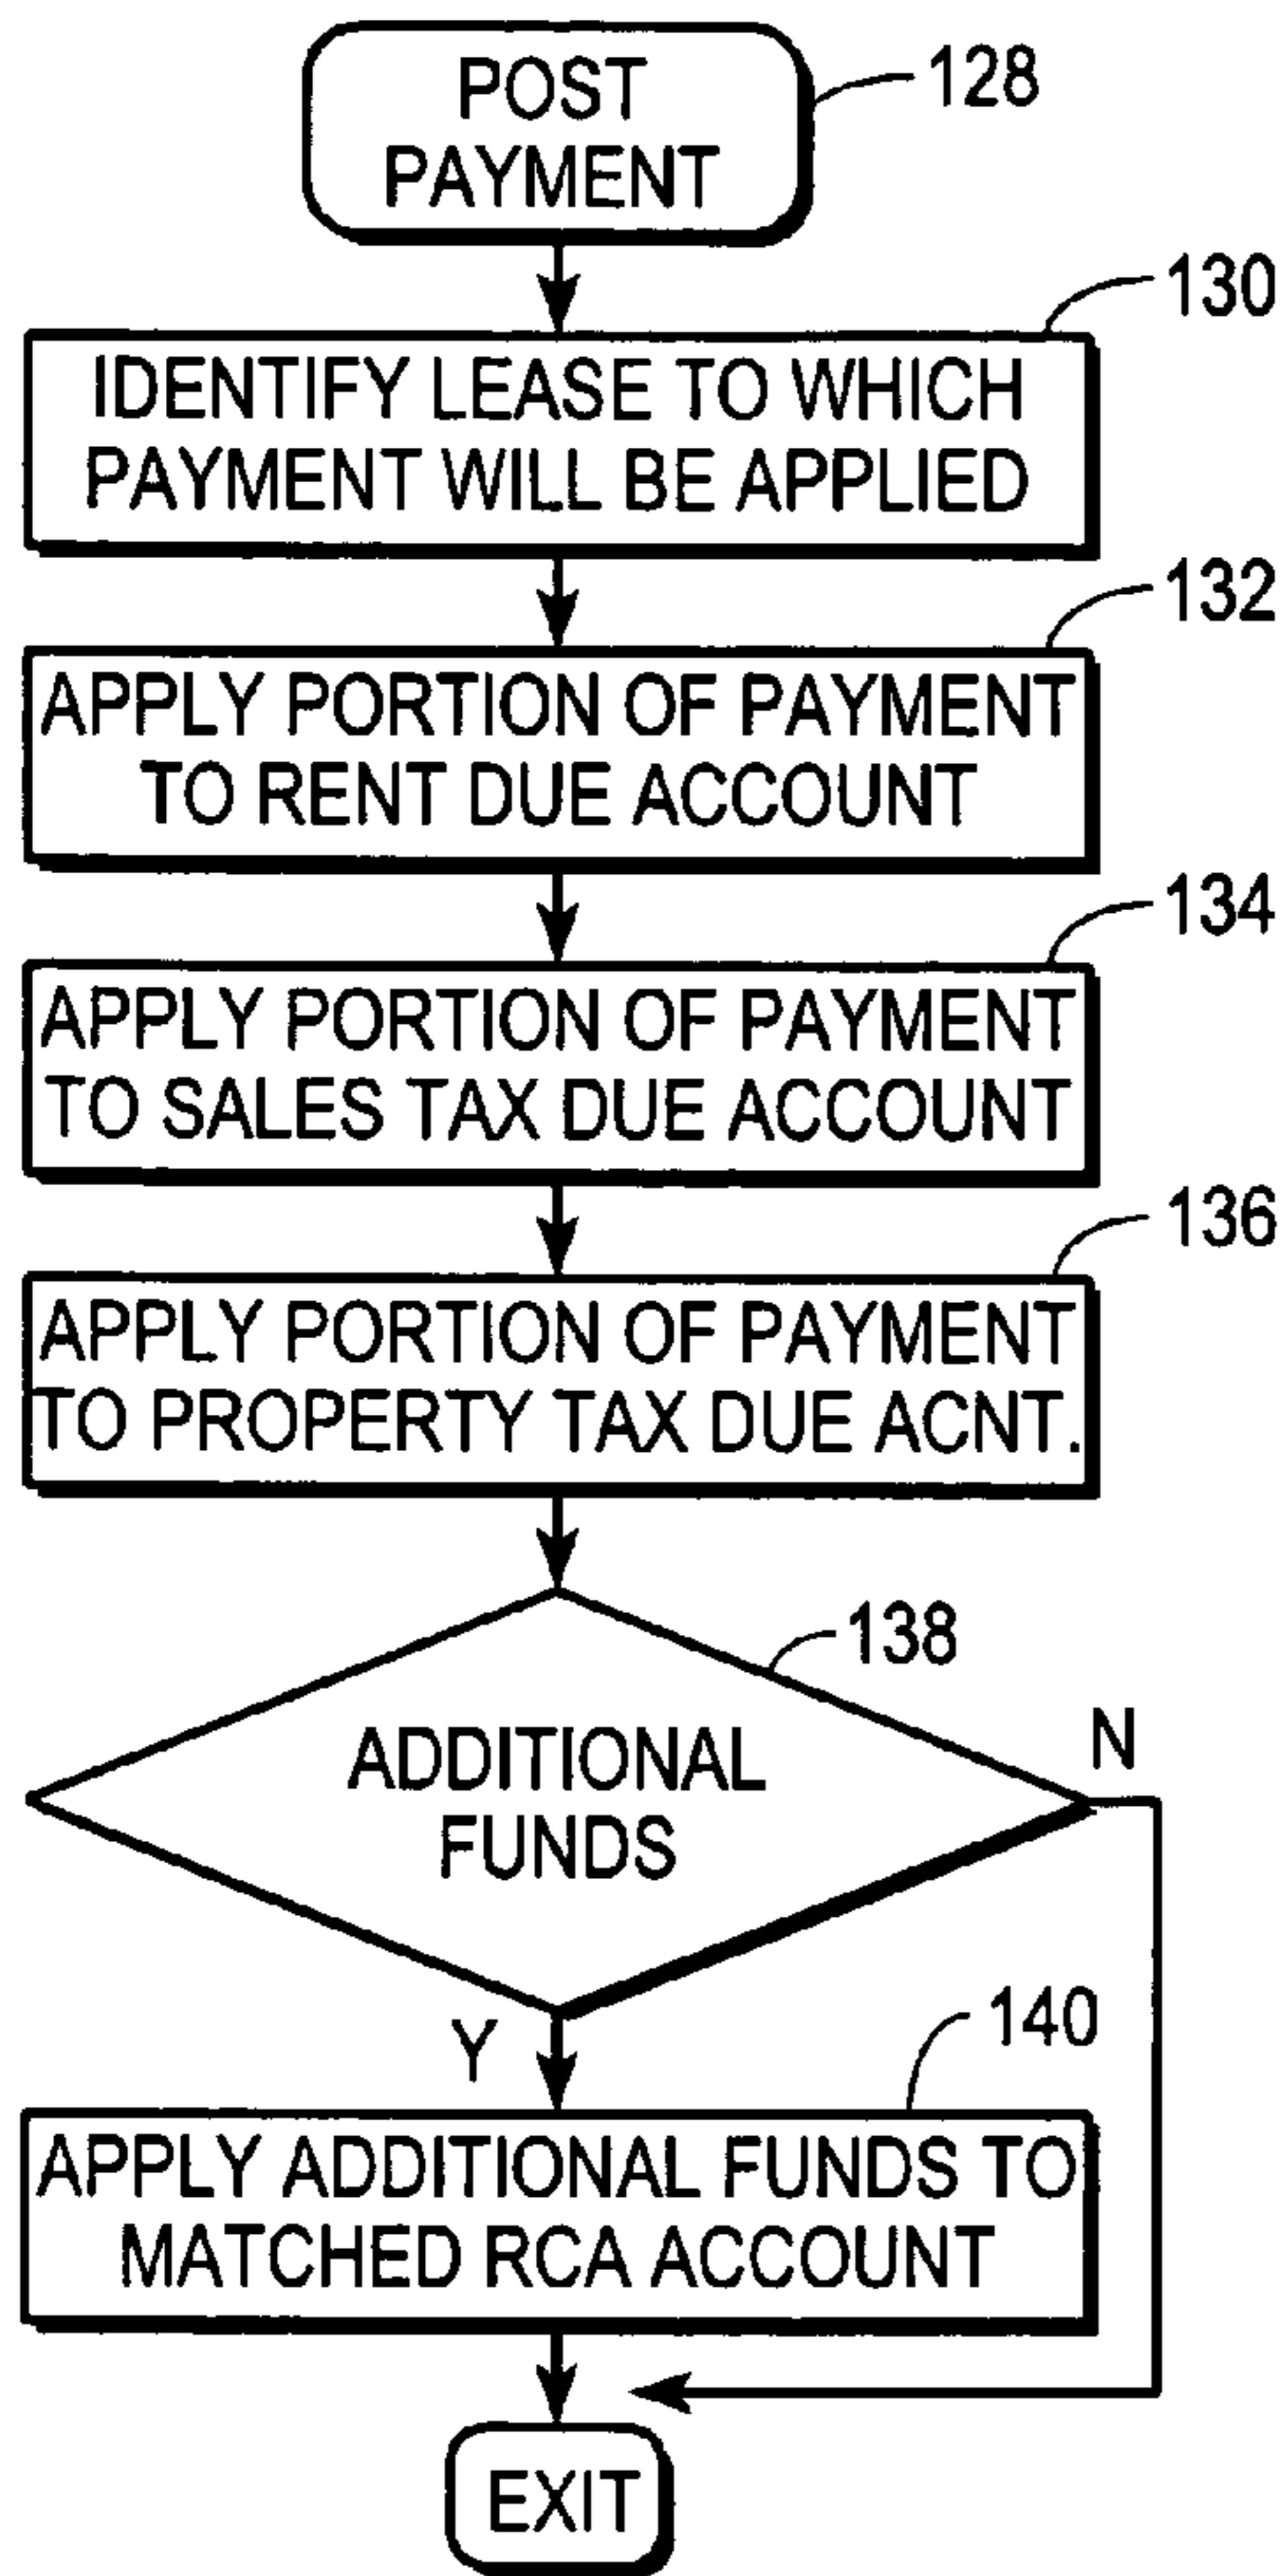 POST
PAYMENT
128
130
IDENTIFY LEASE TO WHICH
PAYMENT WILL BE APPLIED
132
APPLY PORTION OF PAYMENT
TO RENT DUE ACCOUNT
134
APPLY PORTION OF PAYMENT
TO SALES TAX DUE ACCOUNT
136
APPLY PORTION OF PAYMENT
TO PROPERTY TAX DUE ACNT.
138
ADDITIONAL
FUNDS
N
Y
140
APPLY ADDITIONAL FUNDS TO
MATCHED RCA ACCOUNT
EXIT